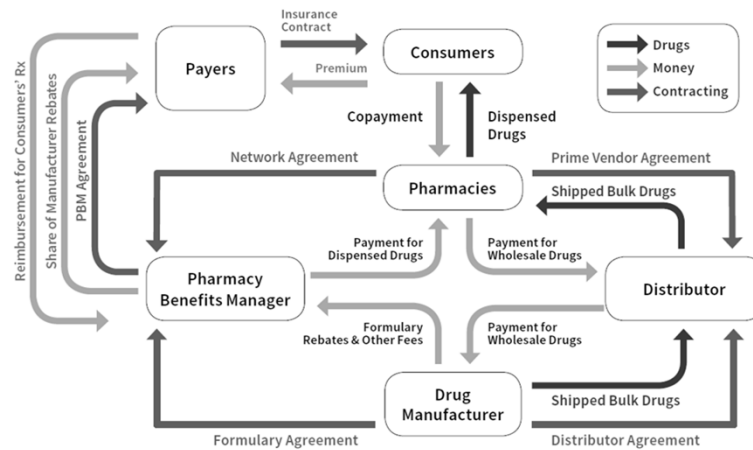 Insurance
Contract
Payers
Consumers
Premium
Drugs
Money
Contracting
Reimbursement for Consumers' Rx
Share of Manufacturer Rebates
PBM Agreement
Copayment
Dispensed
Drugs
Network Agreement
Prime Vendor Agreement
Pharmacies
Shipped Bulk Drugs
Payment for
Dispensed Drugs
Payment for
Wholesale Drugs
Pharmacy
Benefits Manager
Distributor
Formulary
Rebates & Other Fees
Payment for
Wholesale Drugs
Drug
Manufacturer
Shipped Bulk Drugs
Formulary Agreement
Distributor Agreement